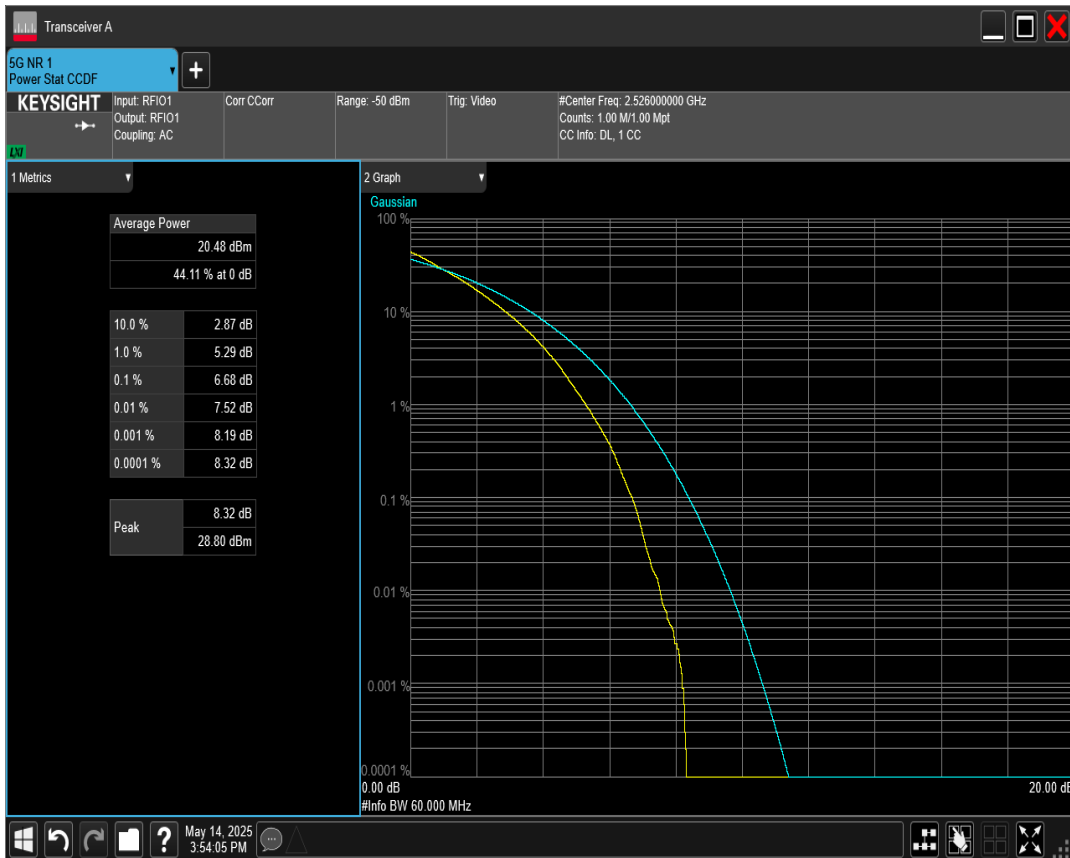 Transceiver A
5G NR 1
Power Stat CCDF
KEYSIGHT
LXI
Input: RFIO1
Output: RFIO1
Coupling: AC
Corr CCorr
Range: -50 dBm
Trig: Video
#Center Freq: 2.526000000 GHz
Counts: 1.00 M/1.00 Mpt
CC Info: DL, 1 CC
1 Metrics
Average Power
20.48 dBm
44.11 % at 0 dB
10.0 % 2.87 dB
1.0 % 5.29 dB
0.1 % 6.68 dB
0.01 % 7.52 dB
0.001 % 8.19 dB
0.0001 % 8.32 dB
Peak 8.32 dB
28.80 dBm
2 Graph
Gaussian
100 %
10 %
1 %
0.1 %
0.01 %
0.001 %
0.0001 %
0.00 dB 20.00 dB
#Info BW 60.000 MHz
May 14, 2025
3:54:05 PM